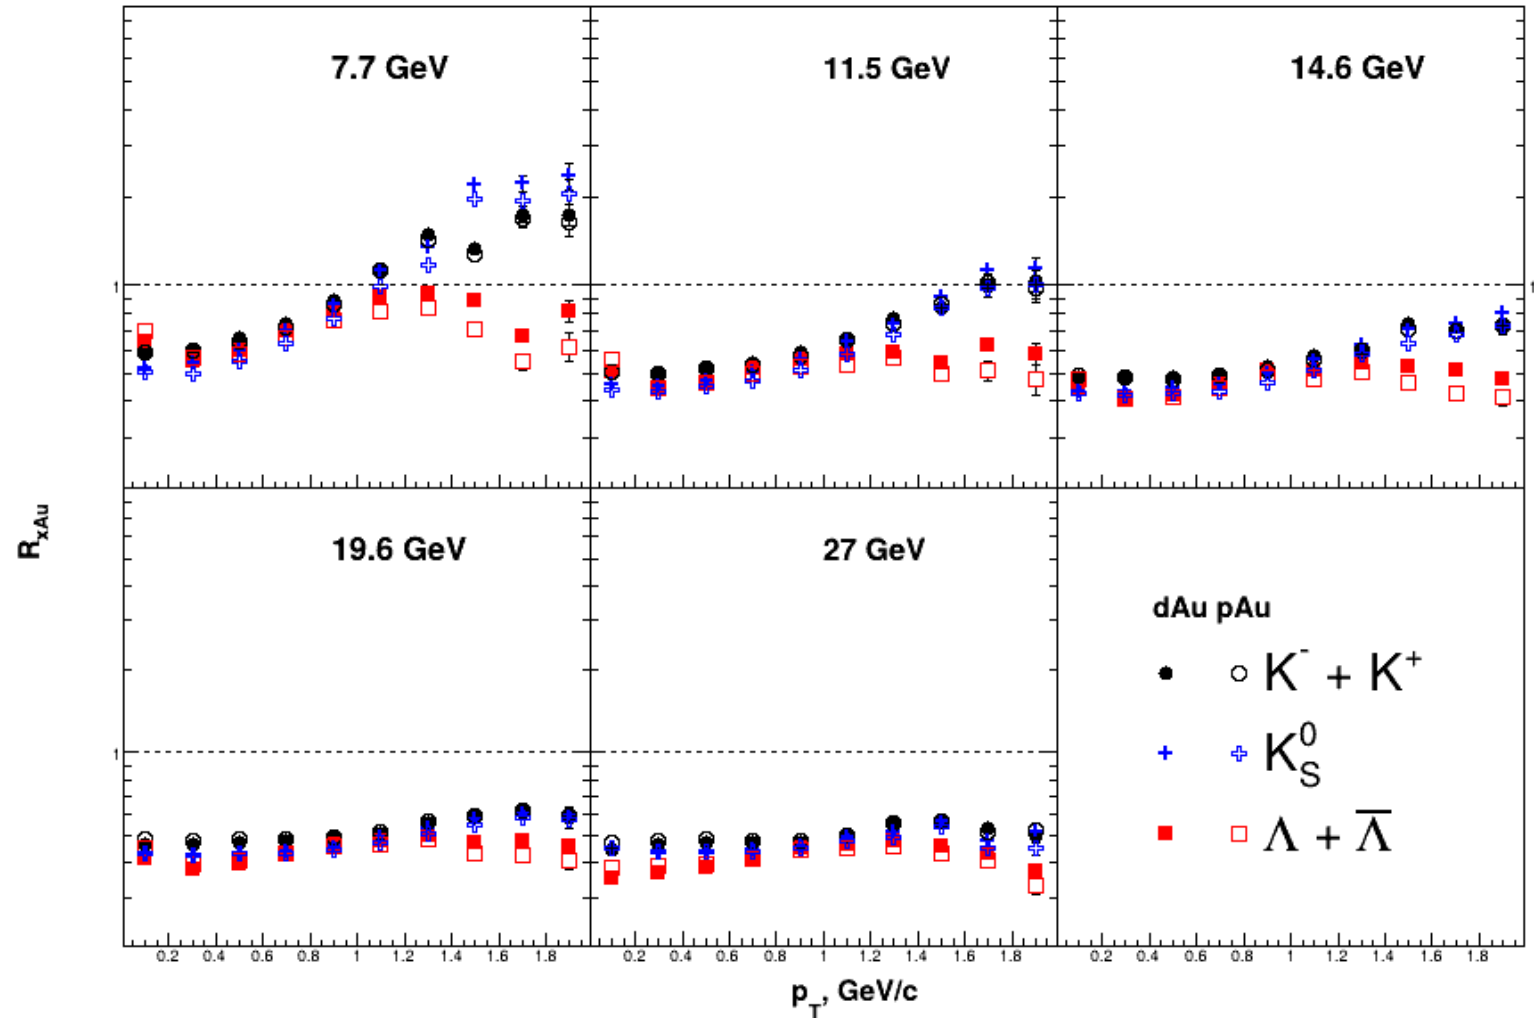 7.7 GeV
11.5 GeV
14.6 GeV
1
1
R_xAu
19.6 GeV
27 GeV
1
dAu pAu
K⁻ + K⁺
K⁰_S
Λ + Λ̅
0.2 0.4 0.6 0.8 1 1.2 1.4 1.6 1.8
0.2 0.4 0.6 0.8 1 1.2 1.4 1.6 1.8
0.2 0.4 0.6 0.8 1 1.2 1.4 1.6 1.8
p_T, GeV/c